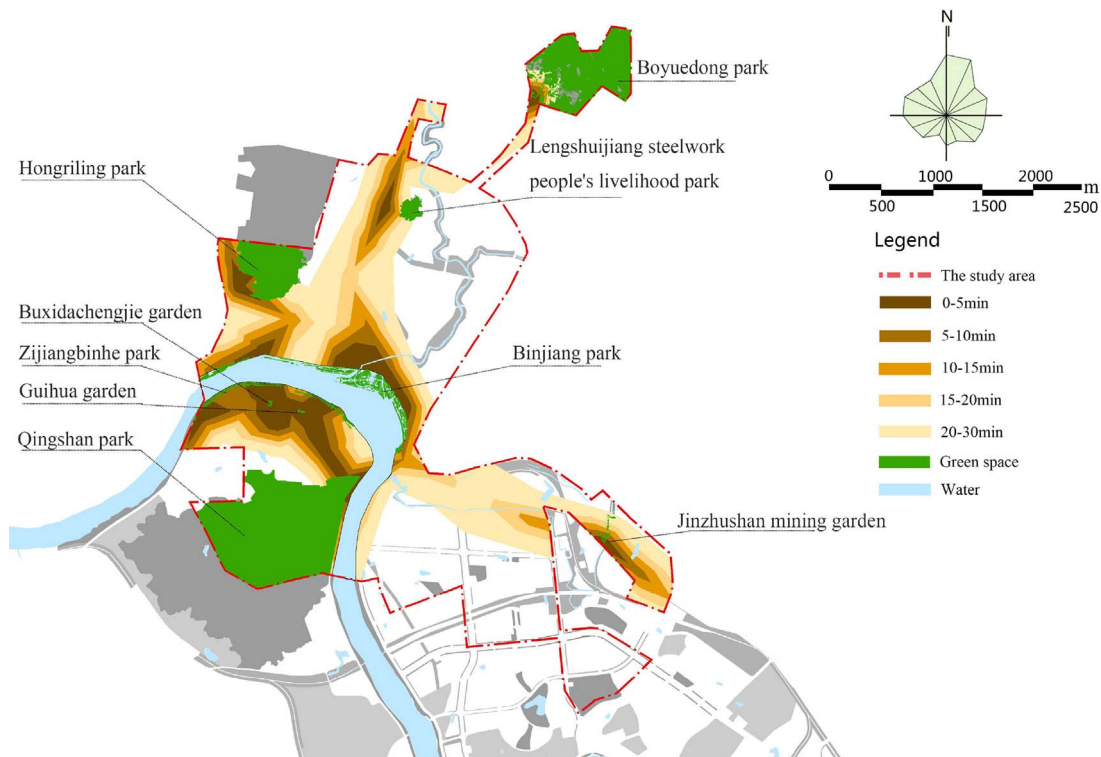 N
Boyuedong park
Lengshuijiang steelwork
people's livelihood park
Hongriling park
0 1000 2000 m
500 1500 2500
Legend
The study area
0-5min
5-10min
10-15min
15-20min
20-30min
Green space
Water
Buxidachengjie garden
Zijiangbinhe park
Guihua garden
Qingshan park
Binjiang park
Jinzhushan mining garden